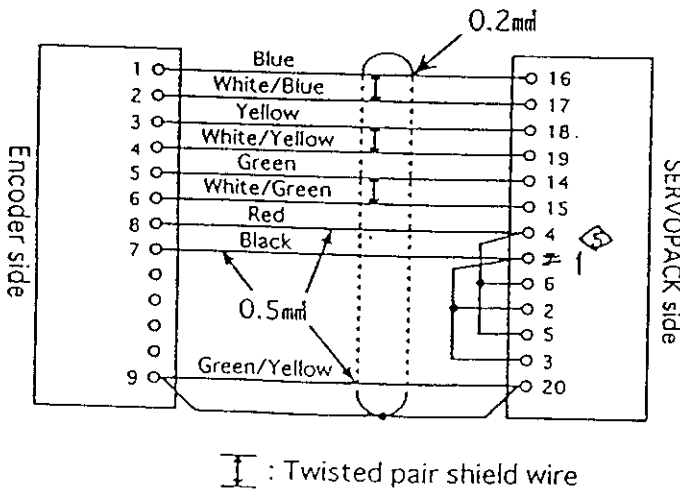 0.2㎟
Blue
1 16
White/Blue
2 17
Yellow
3 18
White/Yellow
4 19
Green
5 14
White/Green
6 15
Red
8 4
5
Black
7 1
6
0.5㎟
2
5
3
Green/Yellow
9 20
Encoder side
SERVOPACK side
: Twisted pair shield wire